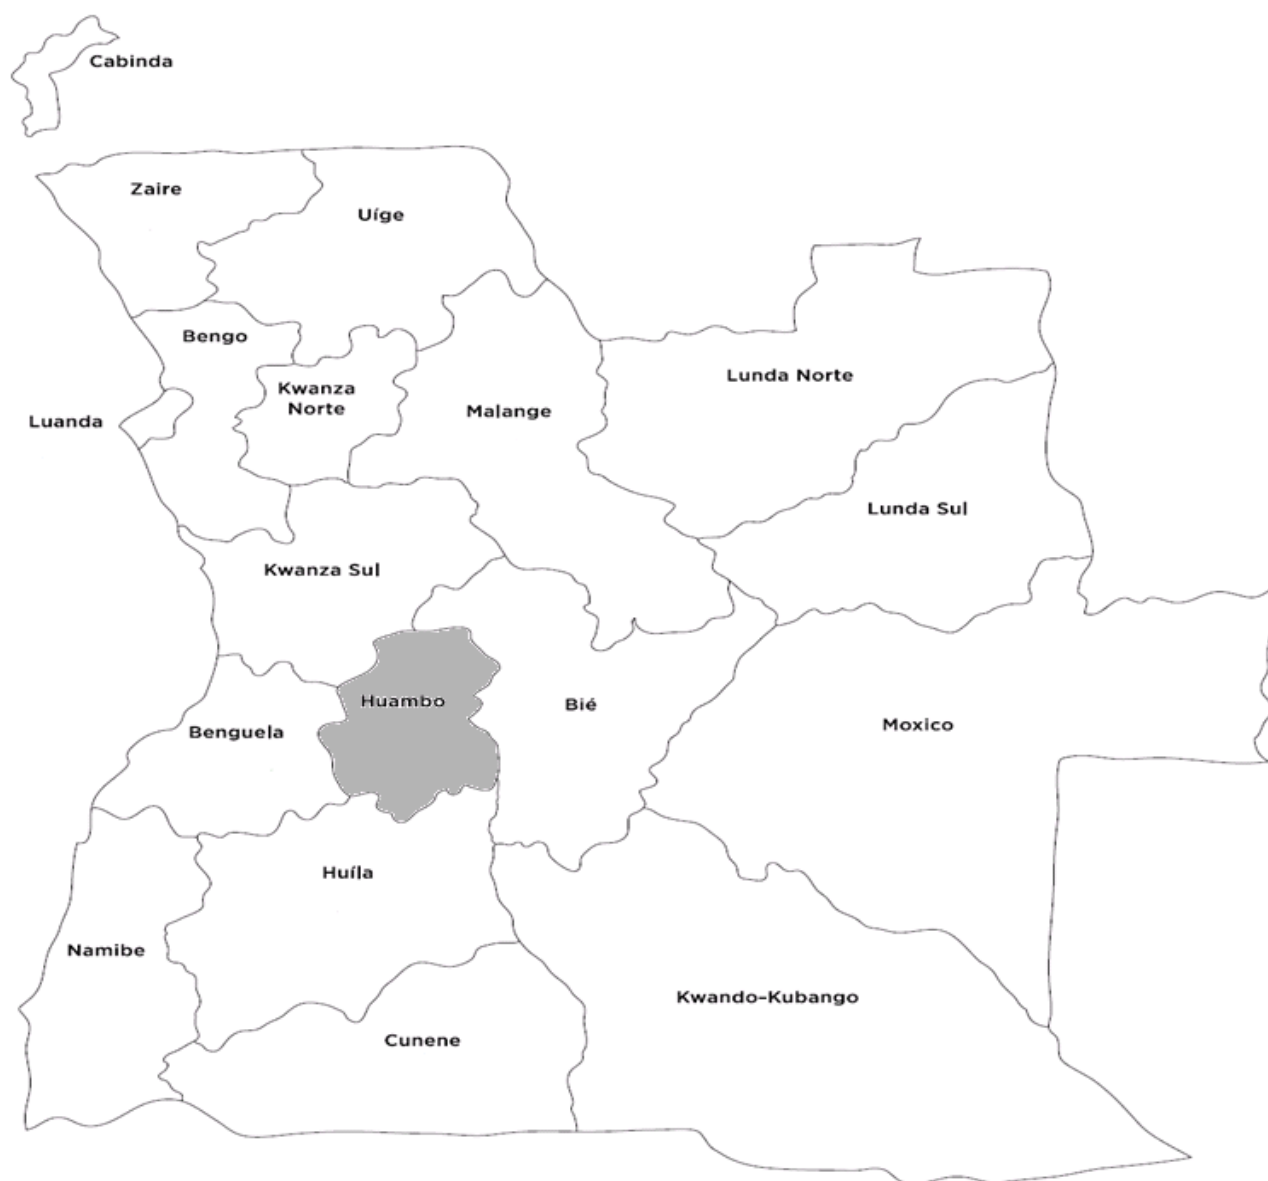 Cabinda
Zaire
Uíge
Bengo
Kwanza
Norte
Lunda Norte
Malange
Luanda
Lunda Sul
Kwanza Sul
Huambo
Bié
Moxico
Benguela
Huíla
Namibe
Kwando-Kubango
Cunene